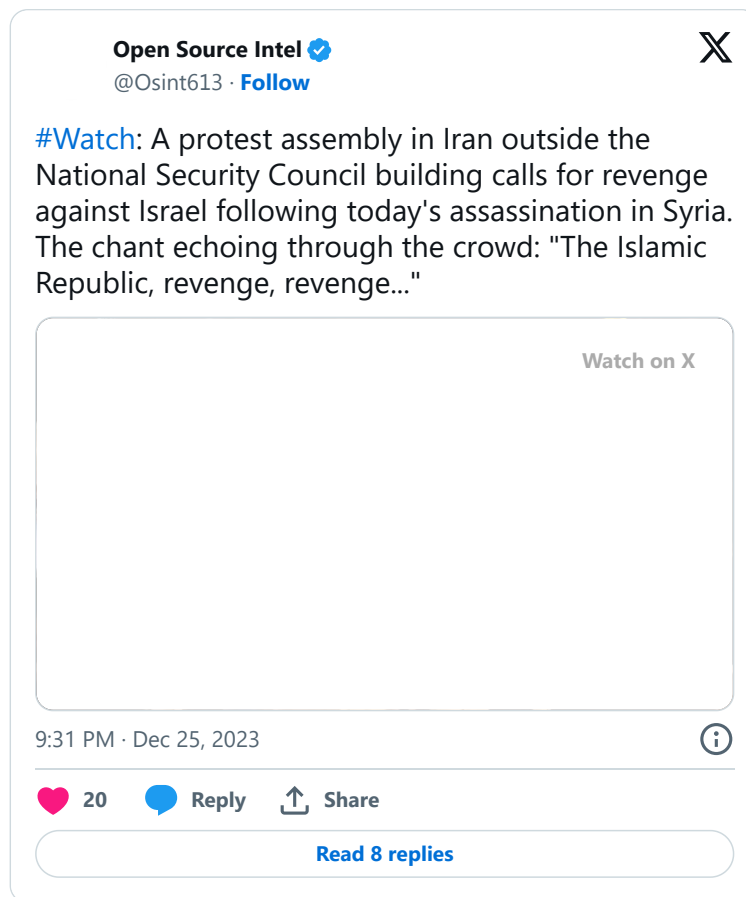 Open Source Intel
@Osint613 · Follow
#Watch: A protest assembly in Iran outside the
National Security Council building calls for revenge
against Israel following today's assassination in Syria.
The chant echoing through the crowd: "The Islamic
Republic, revenge, revenge..."
Watch on X
9:31 PM · Dec 25, 2023
20 Reply Share
Read 8 replies